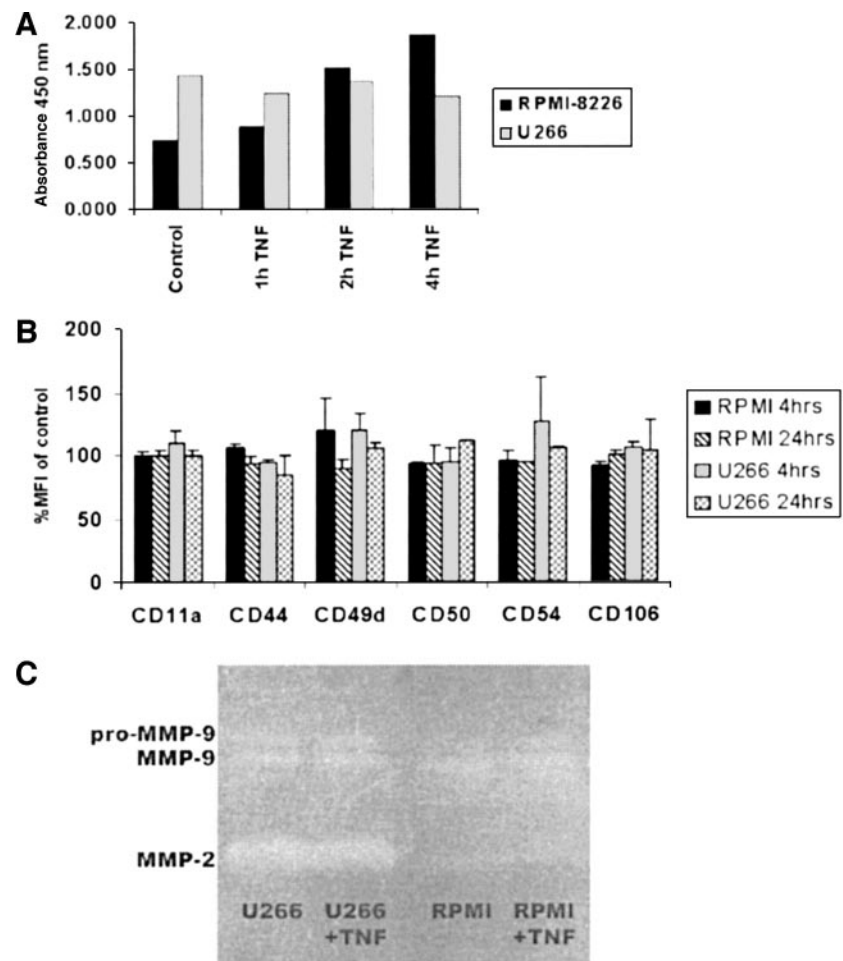 A
2.000
1.500
1.000
0.500
0.000
Absorbance 450 nm
Control
1h TNF
2h TNF
4h TNF
RPMI-8226
U266
B
200
150
100
50
0
%MFI of control
CD11a CD44 CD49d CD50 CD54 CD106
RPMI 4hrs
RPMI 24hrs
U266 4hrs
U266 24hrs
C
pro-MMP-9
MMP-9
MMP-2
U266 U266 RPMI RPMI
+TNF +TNF